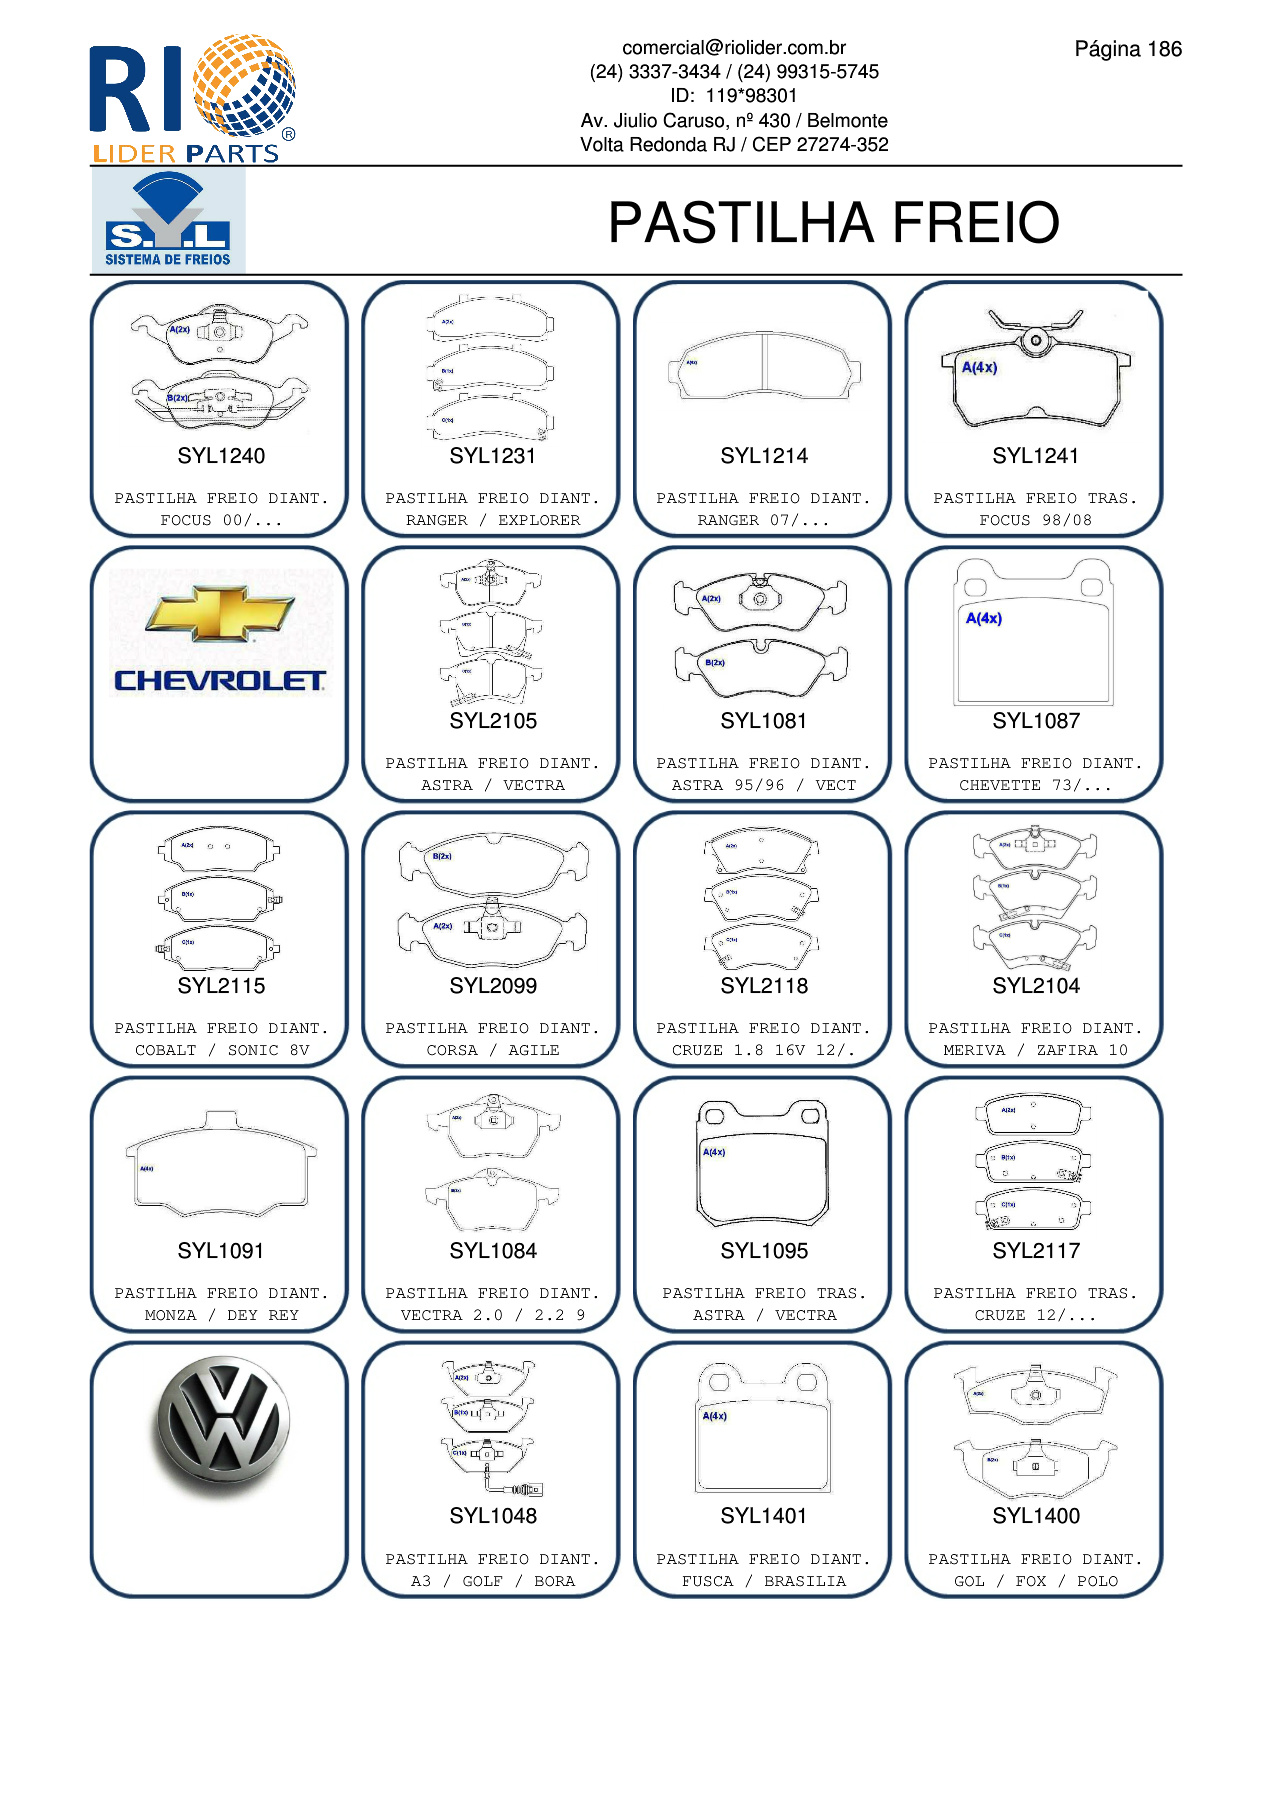 RIO
®
LIDER PARTS
comercial@riolider.com.br
(24) 3337-3434 / (24) 99315-5745
ID:  119*98301
Av. Jiulio Caruso, nº 430 / Belmonte
Volta Redonda RJ / CEP 27274-352
Página 186
S.Y.L
SISTEMA DE FREIOS
PASTILHA FREIO
A(2x)
B(2x)
SYL1240
PASTILHA FREIO DIANT.
FOCUS 00/...
A(2x)
B(1x)
C(1x)
SYL1231
PASTILHA FREIO DIANT.
RANGER / EXPLORER
A(4x)
SYL1214
PASTILHA FREIO DIANT.
RANGER 07/...
A(4x)
SYL1241
PASTILHA FREIO TRAS.
FOCUS 98/08
CHEVROLET
SYL2105
PASTILHA FREIO DIANT.
ASTRA / VECTRA
A(2x)
B(2x)
SYL1081
PASTILHA FREIO DIANT.
ASTRA 95/96 / VECT
A(4x)
SYL1087
PASTILHA FREIO DIANT.
CHEVETTE 73/...
A(2x)
B(1x)
C(1x)
SYL2115
PASTILHA FREIO DIANT.
COBALT / SONIC 8V
B(2x)
A(2x)
SYL2099
PASTILHA FREIO DIANT.
CORSA / AGILE
A(2x)
B(1x)
C(1x)
SYL2118
PASTILHA FREIO DIANT.
CRUZE 1.8 16V 12/.
A(2x)
B(1x)
C(1x)
SYL2104
PASTILHA FREIO DIANT.
MERIVA / ZAFIRA 10
A(4x)
SYL1091
PASTILHA FREIO DIANT.
MONZA / DEY REY
A(2x)
B(2x)
SYL1084
PASTILHA FREIO DIANT.
VECTRA 2.0 / 2.2 9
A(4x)
SYL1095
PASTILHA FREIO TRAS.
ASTRA / VECTRA
A(2x)
B(1x)
C(1x)
SYL2117
PASTILHA FREIO TRAS.
CRUZE 12/...
A(2x)
B(1x)
C(1x)
SYL1048
PASTILHA FREIO DIANT.
A3 / GOLF / BORA
A(4x)
SYL1401
PASTILHA FREIO DIANT.
FUSCA / BRASILIA
A(2x)
B(2x)
SYL1400
PASTILHA FREIO DIANT.
GOL / FOX / POLO